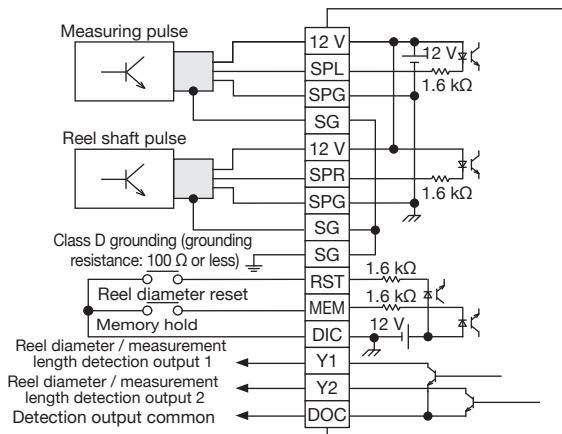 Measuring pulse
12 V
SPL
SPG
SG
12 V
1.6 kΩ
Reel shaft pulse
12 V
SPR
SPG
SG
SG
1.6 kΩ
Class D grounding (grounding
resistance: 100 Ω or less)
Reel diameter reset
Memory hold
RST
MEM
DIC
1.6 kΩ
1.6 kΩ
12 V
Reel diameter / measurement
length detection output 1
Reel diameter / measurement
length detection output 2
Detection output common
Y1
Y2
DOC